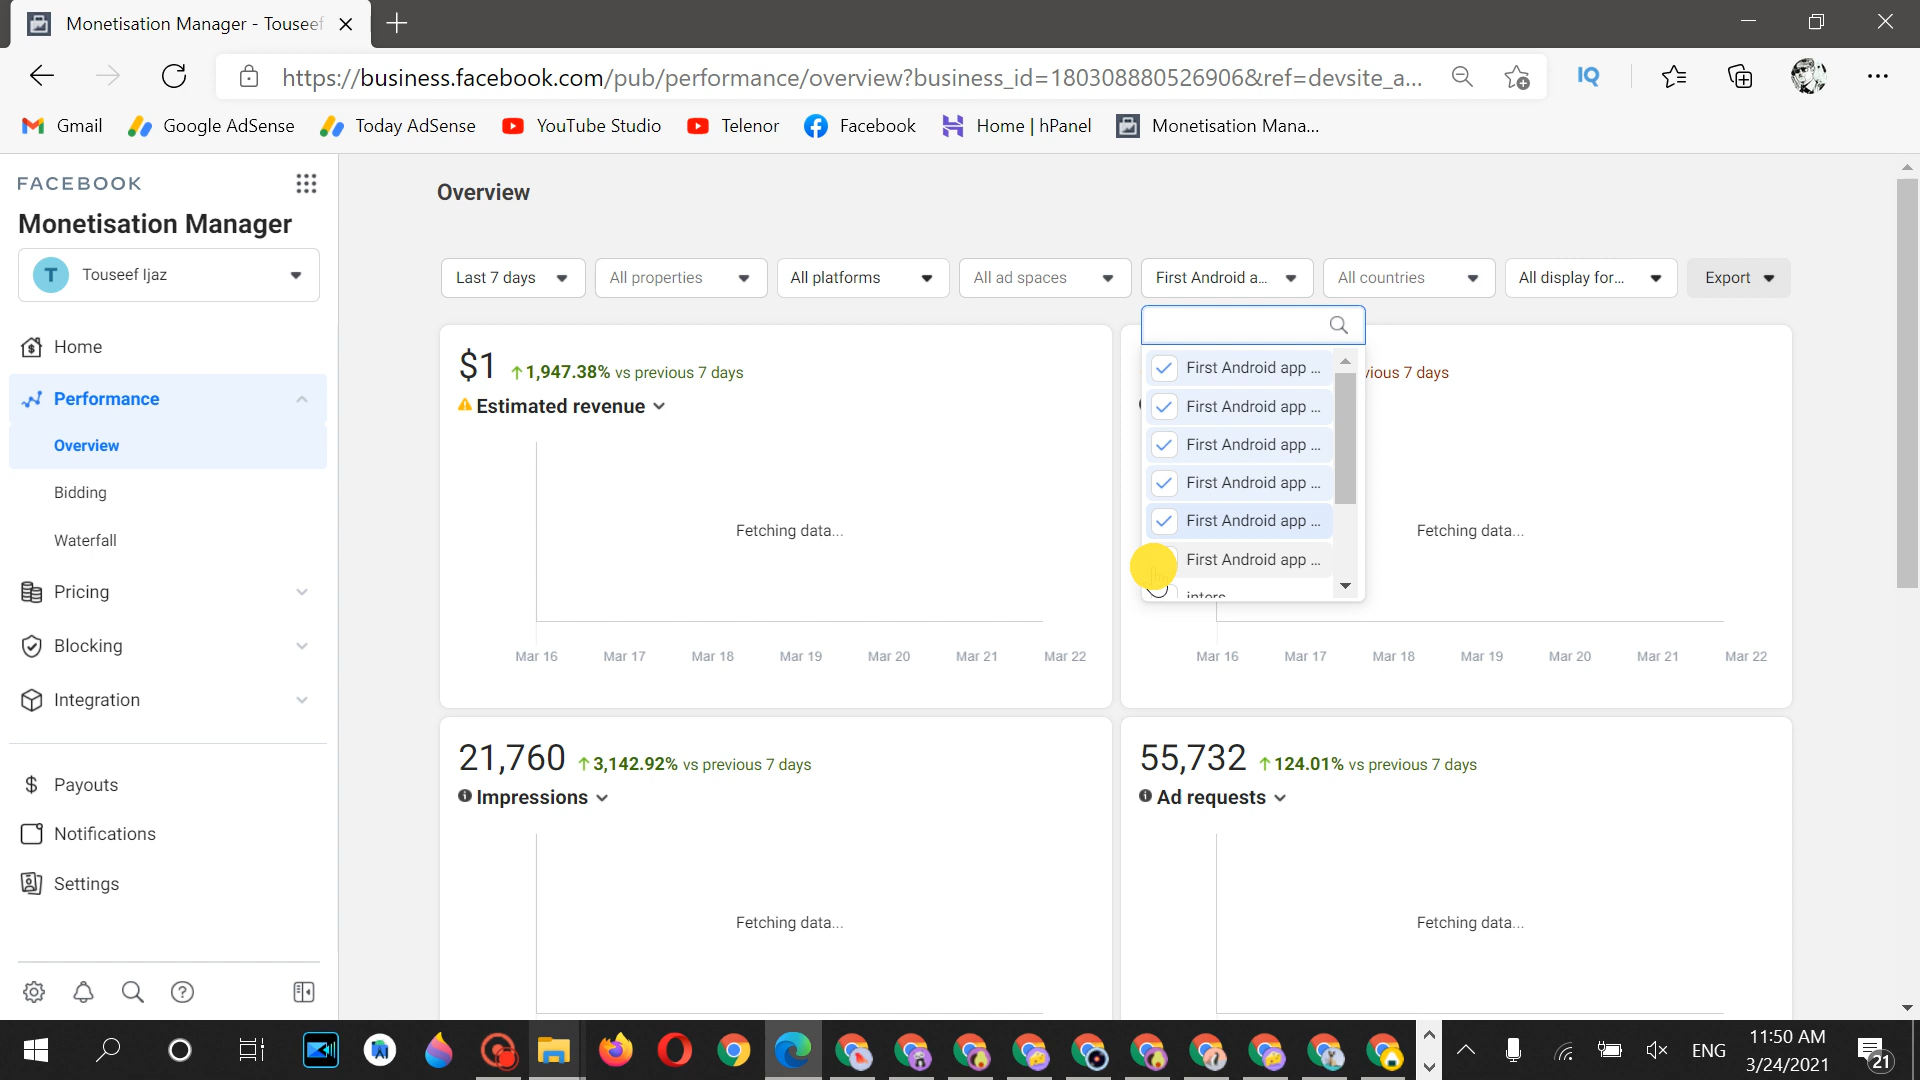 Monetisation Manager - Touseef
https://business.facebook.com/pub/performance/overview?business_id=180308880526906&ref=devsite_a...
IQ
Gmail
Google AdSense
Today AdSense
YouTube Studio
Telenor
Facebook
Home | hPanel
Monetisation Mana...
FACEBOOK
Monetisation Manager
T Touseef Ijaz
Home
Performance
Overview
Bidding
Waterfall
Pricing
Blocking
Integration
Payouts
Notifications
Settings
Overview
Last 7 days
All properties
All platforms
All ad spaces
First Android a...
All countries
All display for...
Export
$1 1,947.38% vs previous 7 days
Estimated revenue
Fetching data...
Mar 16 Mar 17 Mar 18 Mar 19 Mar 20 Mar 21 Mar 22
First Android app ...
First Android app ...
First Android app ...
First Android app ...
First Android app ...
First Android app ...
inters
7 days
Fetching data...
Mar 16 Mar 17 Mar 18 Mar 19 Mar 20 Mar 21 Mar 22
21,760 3,142.92% vs previous 7 days
Impressions
Fetching data...
55,732 124.01% vs previous 7 days
Ad requests
Fetching data...
ENG
11:50 AM
3/24/2021
21